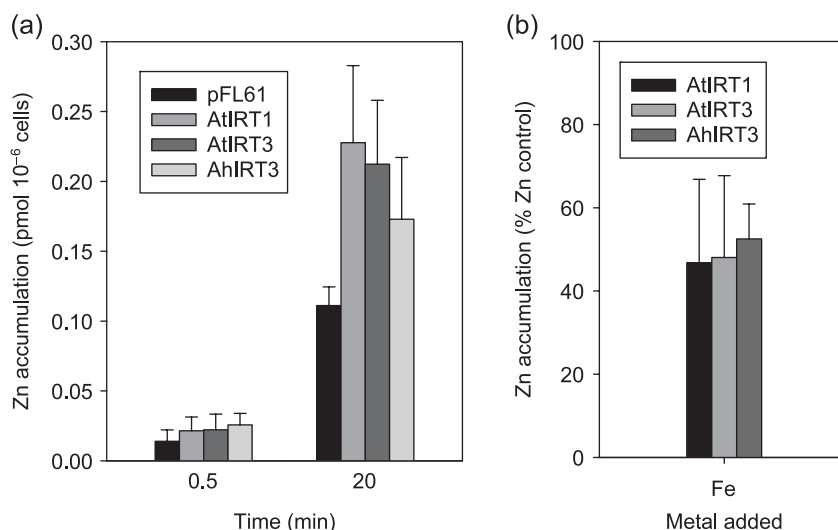 (a)
Zn accumulation (pmol 10⁻⁶ cells)
0.30
0.25
0.20
0.15
0.10
0.05
0.00
pFL61
AtIRT1
AtIRT3
AhIRT3
0.5 20
Time (min)
(b)
Zn accumulation (% Zn control)
100
80
60
40
20
0
AtIRT1
AtIRT3
AhIRT3
Fe
Metal added